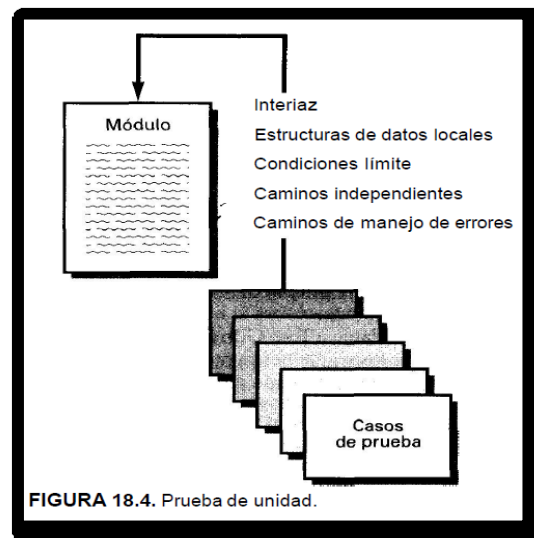 Módulo
Interiaz
Estructuras de datos locales
Condiciones límite
Caminos independientes
Caminos de manejo de errores
Casos
de prueba
FIGURA 18.4. Prueba de unidad.